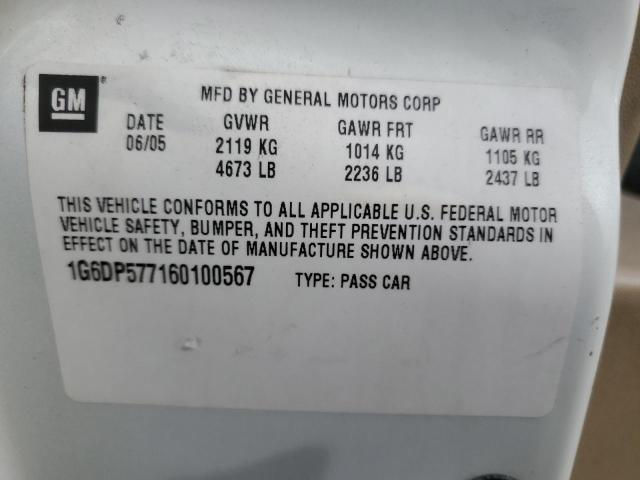 GM
®
MFD BY GENERAL MOTORS CORP
DATE GVWR GAWR FRT GAWR RR
06/05 2119 KG 1014 KG 1105 KG
4673 LB 2236 LB 2437 LB
THIS VEHICLE CONFORMS TO ALL APPLICABLE U.S. FEDERAL MOTOR
VEHICLE SAFETY, BUMPER, AND THEFT PREVENTION STANDARDS IN
EFFECT ON THE DATE OF MANUFACTURE SHOWN ABOVE.
1G6DP577160100567 TYPE: PASS CAR